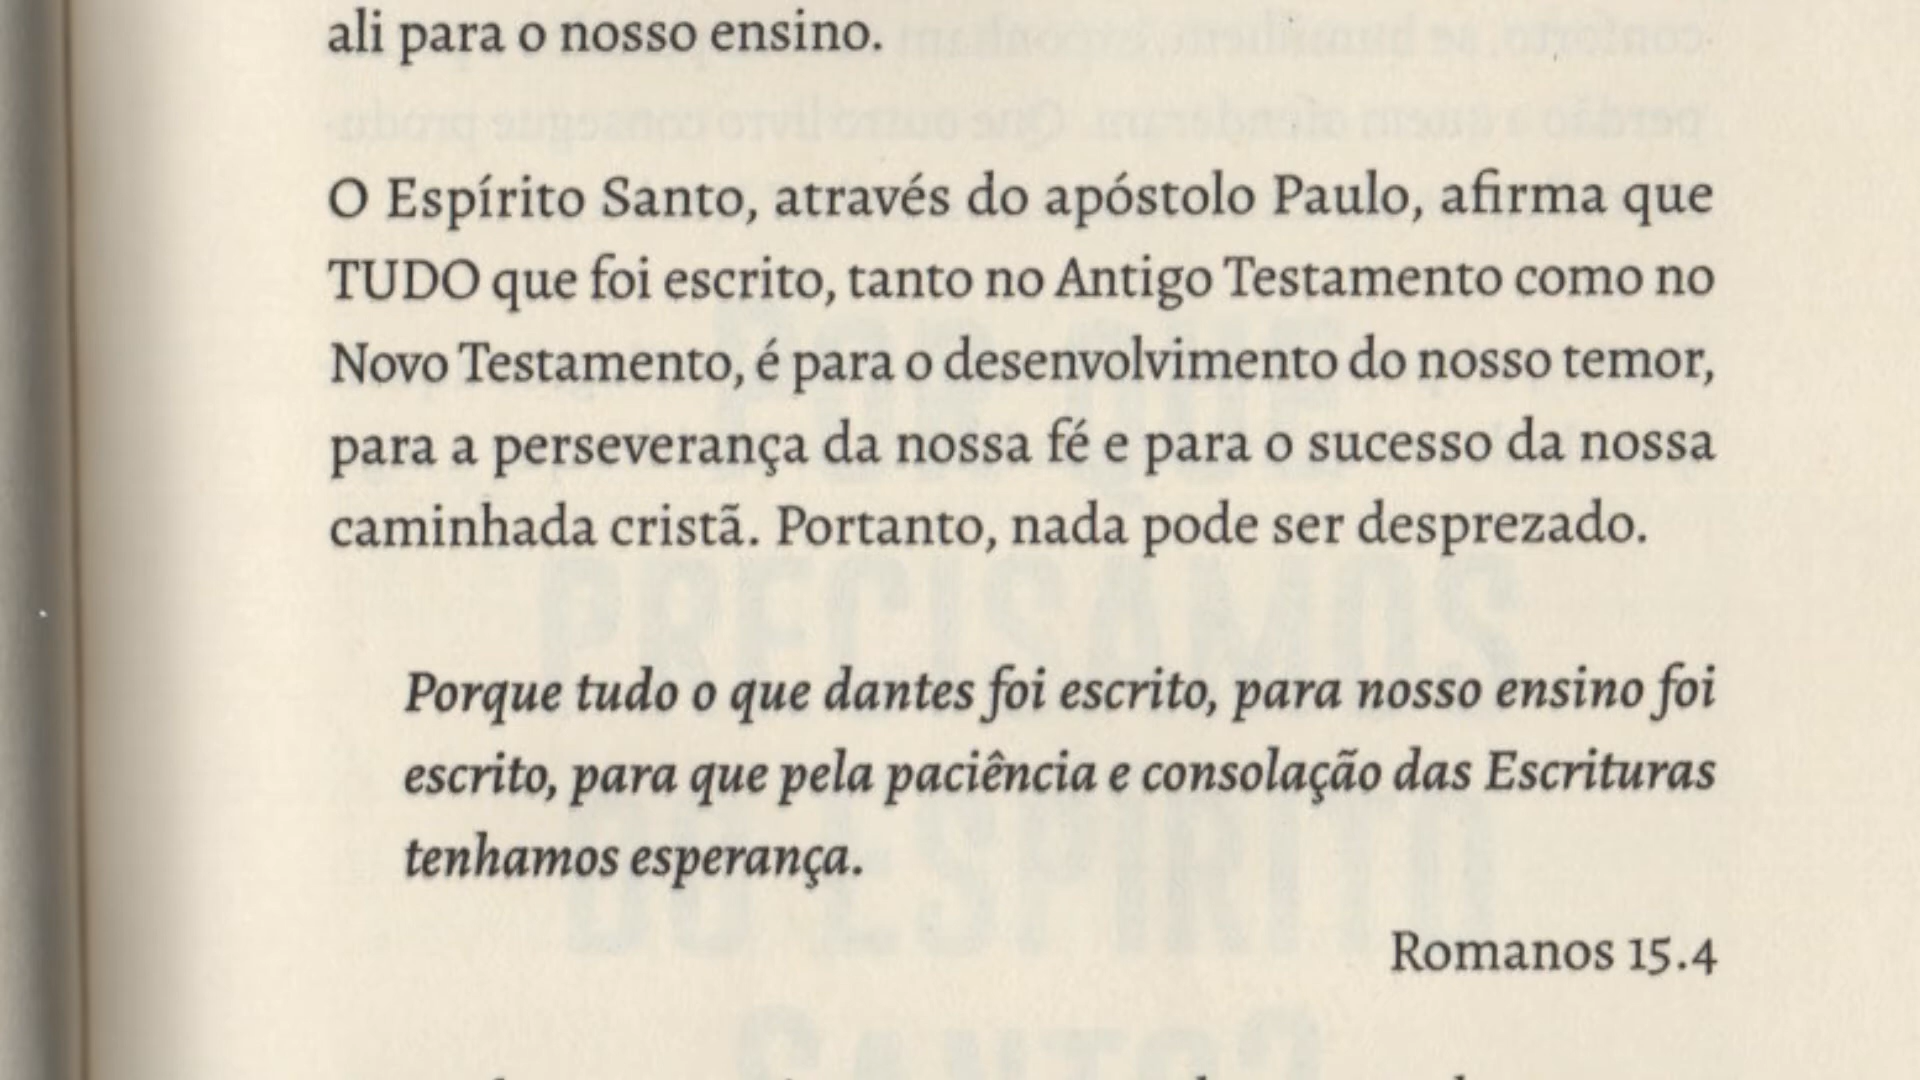 ali para o nosso ensino.
O Espírito Santo, através do apóstolo Paulo, afirma que
TUDO que foi escrito, tanto no Antigo Testamento como no
Novo Testamento, é para o desenvolvimento do nosso temor,
para a perseverança da nossa fé e para o sucesso da nossa
caminhada cristã. Portanto, nada pode ser desprezado.
Porque tudo o que dantes foi escrito, para nosso ensino foi
escrito, para que pela paciência e consolação das Escrituras
tenhamos esperança.
Romanos 15.4